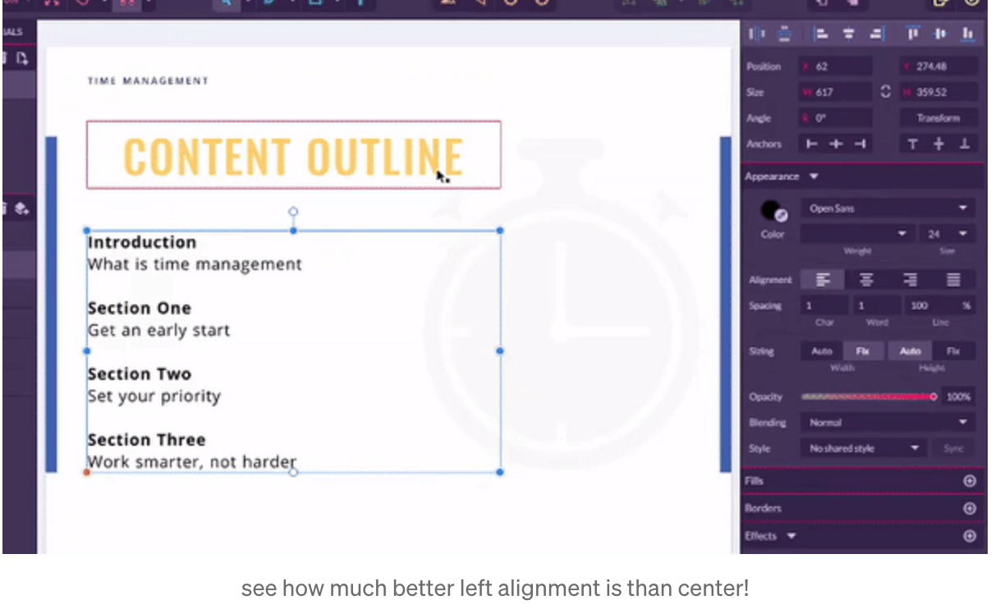 IALS
TIME MANAGEMENT
CONTENT OUTLINE
Introduction
What is time management
Section One
Get an early start
Section Two
Set your priority
Section Three
Work smarter, not harder
Position X 62 Y 274.48
Size W 617 H 359.52
Angle R 0° Transform
Anchors
Appearance
Open Sans
Color 24
Weight Size
Alignment
Spacing 1 1 100 %
Char Word Line
Sizing Auto Fix Auto Fix
Width Height
Opacity 100%
Blending Normal
Style No shared style Sync
Fills
Borders
Effects
see how much better left alignment is than center!